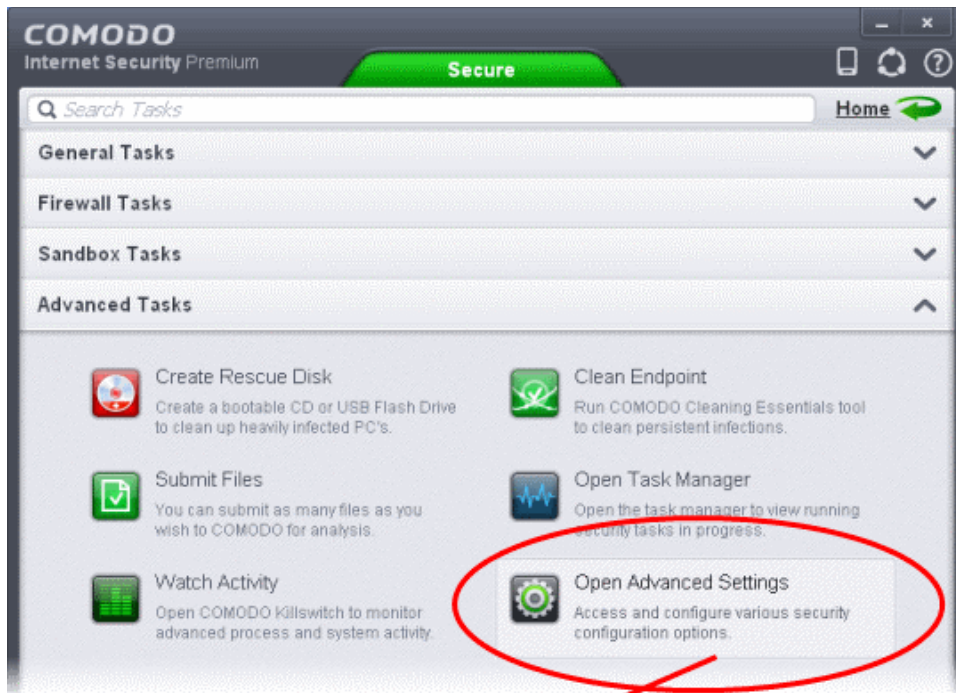 COMODO
Internet Security Premium
Secure
Search Tasks
Home
General Tasks
Firewall Tasks
Sandbox Tasks
Advanced Tasks
Create Rescue Disk
Create a bootable CD or USB Flash Drive
to clean up heavily infected PC's.
Clean Endpoint
Run COMODO Cleaning Essentials tool
to clean persistent infections.
Submit Files
You can submit as many files as you
wish to COMODO for analysis.
Open Task Manager
Open the task manager to view running
security tasks in progress.
Watch Activity
Open COMODO Killswitch to monitor
advanced process and system activity.
Open Advanced Settings
Access and configure various security
configuration options.